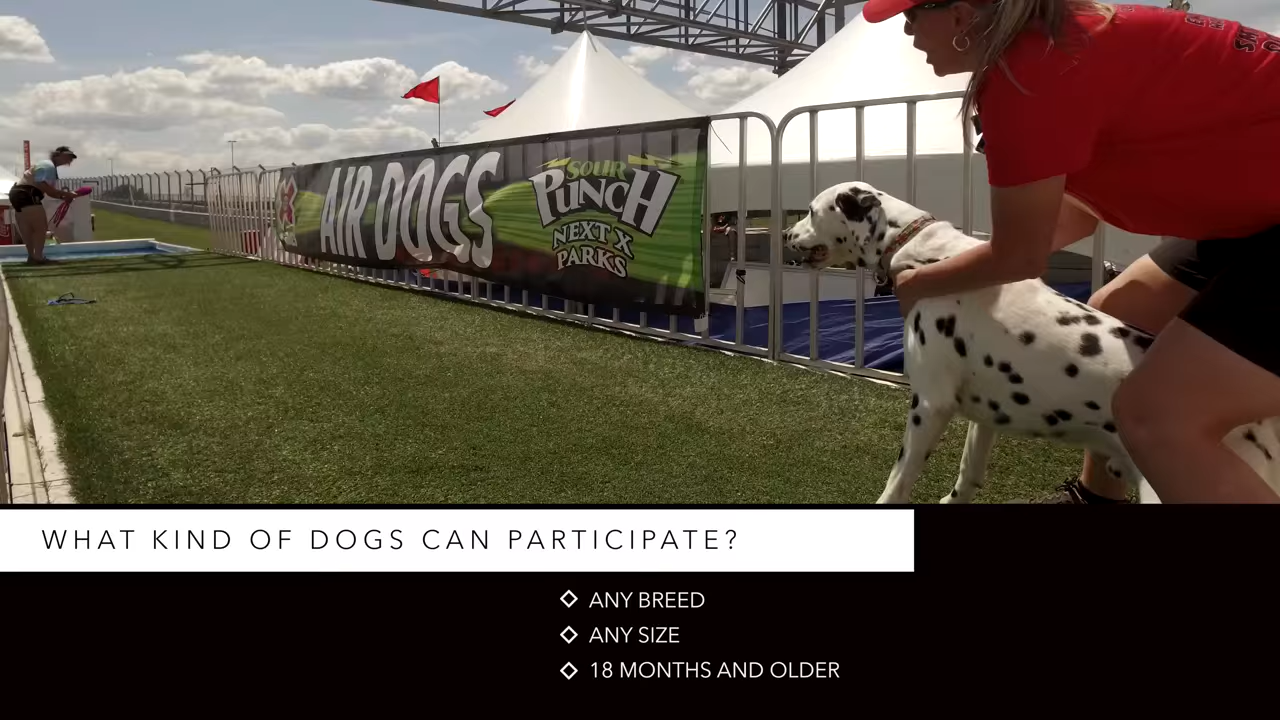 AIR DOGS
SOUR
PUNCH
NEXT X
PARKS
WHAT KIND OF DOGS CAN PARTICIPATE?
ANY BREED
ANY SIZE
18 MONTHS AND OLDER